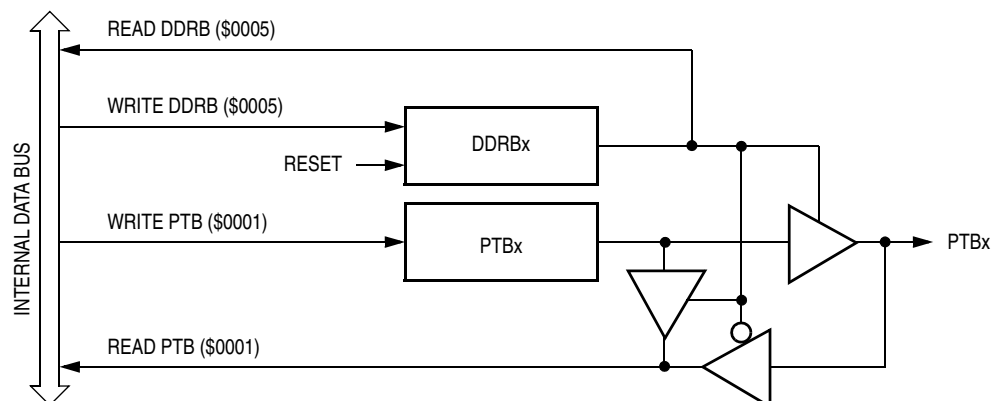 READ DDRB ($0005)
WRITE DDRB ($0005)
DDRBx
RESET
INTERNAL DATA BUS
WRITE PTB ($0001)
PTBx
PTBx
READ PTB ($0001)